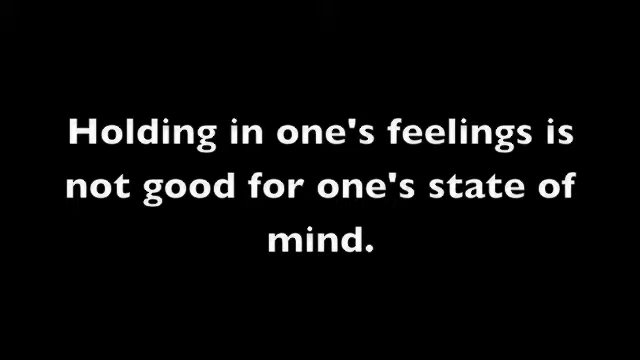 Holding in one's feelings is
not good for one's state of
mind.